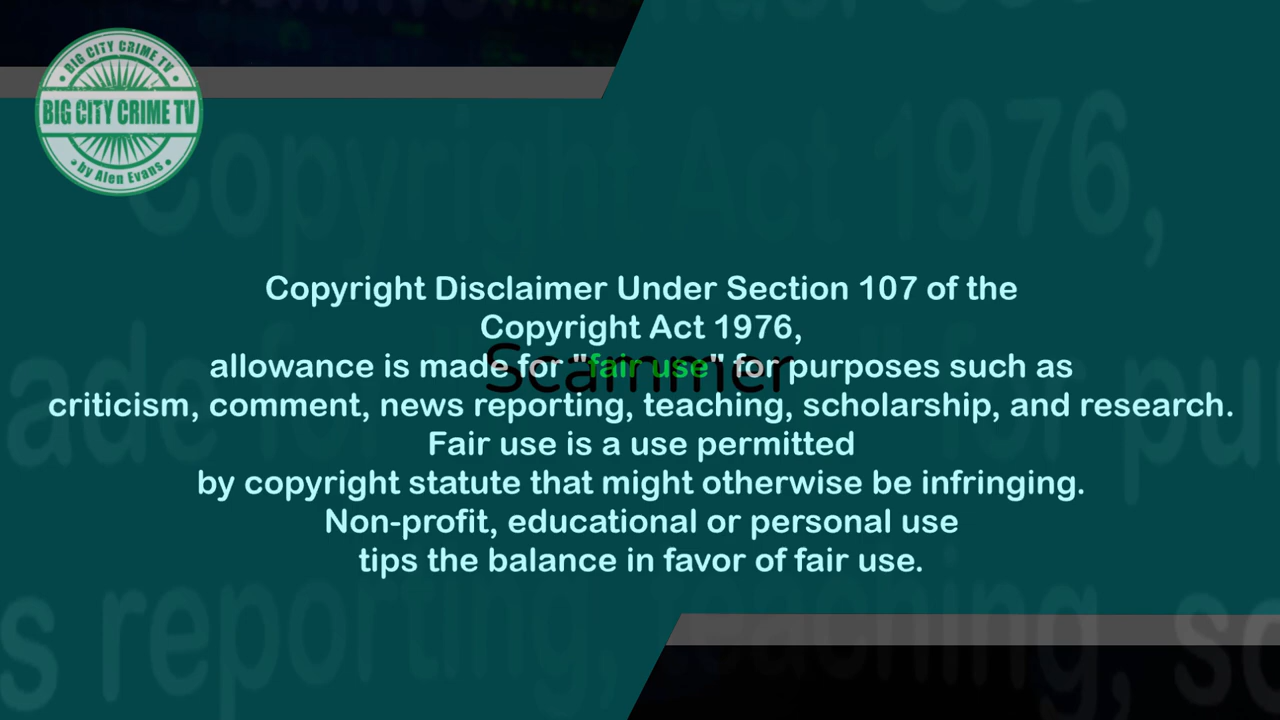 BIG CITY CRIME TV
BIG CITY CRIME TV
by Alen Evans
Copyright Act 1976,
Copyright Disclaimer Under Section 107 of the
Copyright Act 1976,
allowance is made for "fair use" for purposes such as
Scammer
criticism, comment, news reporting, teaching, scholarship, and research.
Fair use is a use permitted
by copyright statute that might otherwise be infringing.
Non-profit, educational or personal use
tips the balance in favor of fair use.
s reporting, teaching, sc